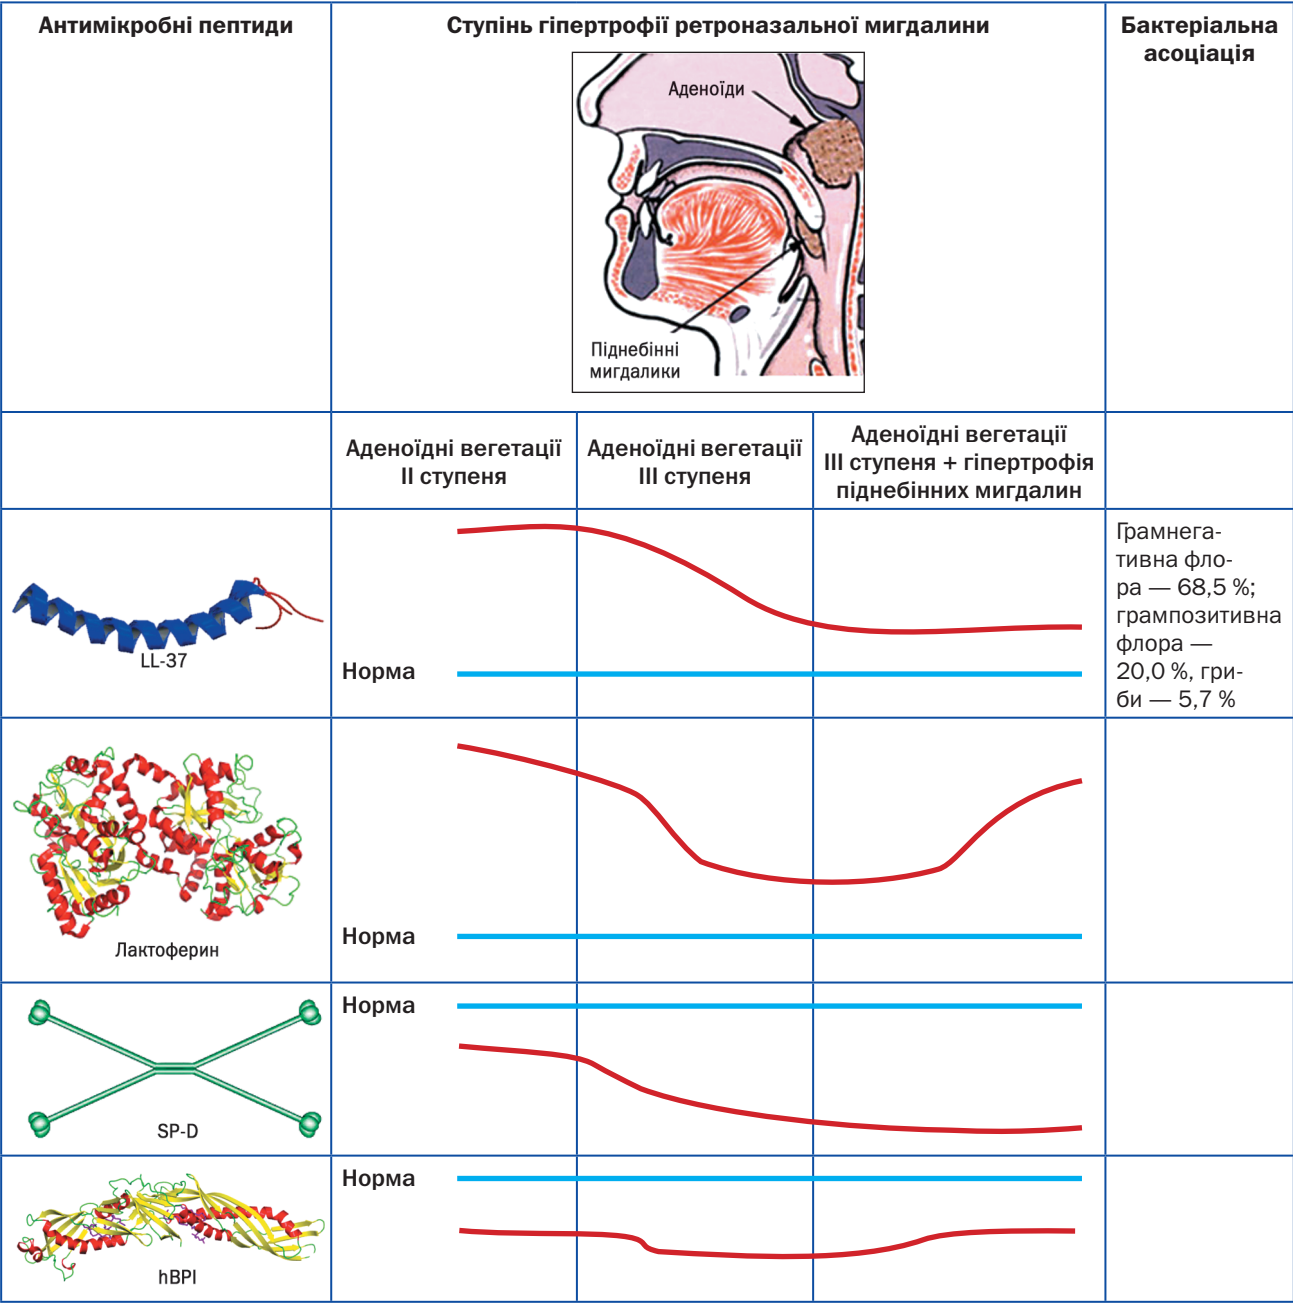 Антимікробні пептиди
Ступінь гіпертрофії ретроназальної мигдалини
Бактеріальна
асоціація
Аденоїди
Піднебінні
мигдалики
Аденоїдні вегетації
II ступеня
Аденоїдні вегетації
III ступеня
Аденоїдні вегетації
III ступеня + гіпертрофія
піднебінних мигдалин
LL-37
Норма
Грамнега-
тивна фло-
ра — 68,5 %;
грампозитивна
флора —
20,0 %, гри-
би — 5,7 %
Лактоферин
Норма
SP-D
Норма
hBPI
Норма